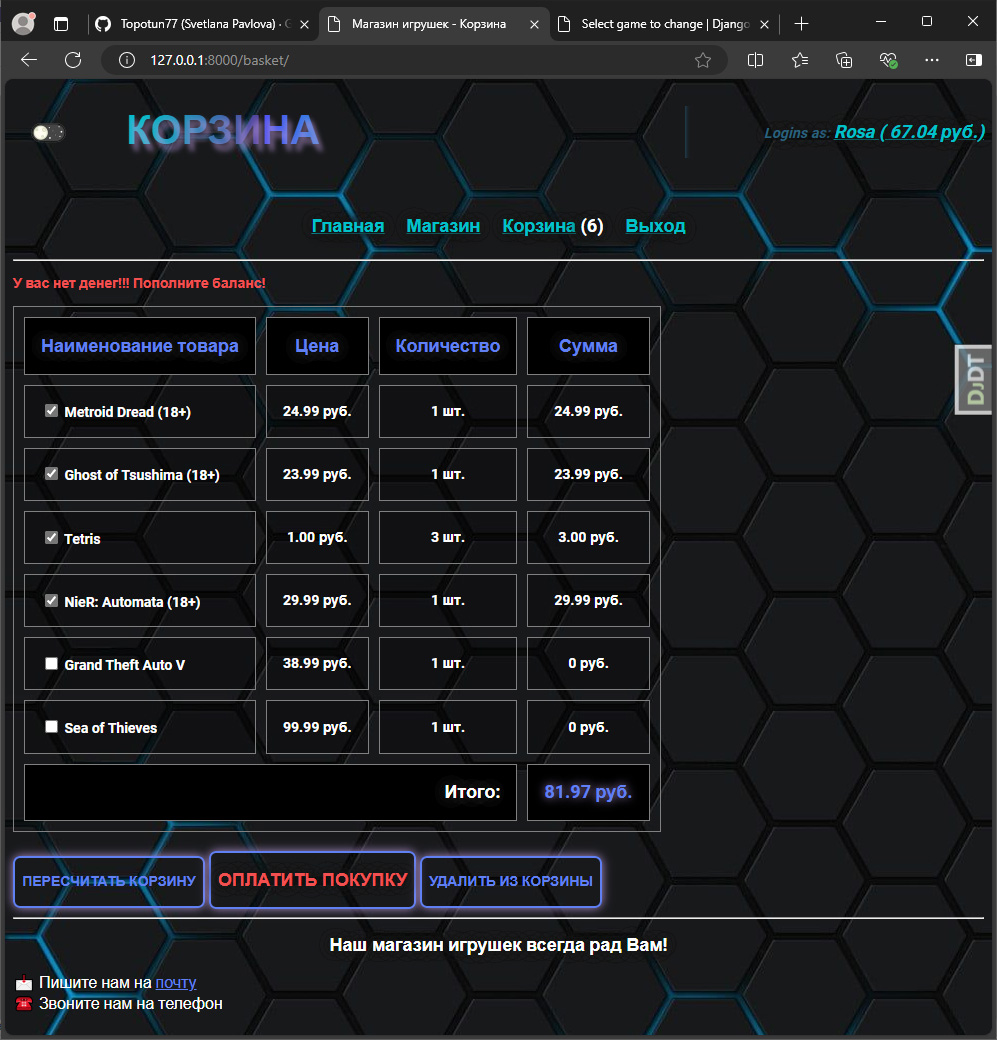 Topotun77 (Svetlana Pavlova) ·
Магазин игрушек - Корзина
Select game to change | Django
127.0.0.1:8000/basket/
КОРЗИНА
Logins as: Rosa ( 67.04 руб.)
Главная Магазин Корзина (6) Выход
У вас нет денег!!! Пополните баланс!
Наименование товара Цена Количество Сумма
Metroid Dread (18+) 24.99 руб. 1 шт. 24.99 руб.
Ghost of Tsushima (18+) 23.99 руб. 1 шт. 23.99 руб.
Tetris 1.00 руб. 3 шт. 3.00 руб.
NieR: Automata (18+) 29.99 руб. 1 шт. 29.99 руб.
Grand Theft Auto V 38.99 руб. 1 шт. 0 руб.
Sea of Thieves 99.99 руб. 1 шт. 0 руб.
Итого: 81.97 руб.
DJDT
ПЕРЕСЧИТАТЬ КОРЗИНУ ОПЛАТИТЬ ПОКУПКУ УДАЛИТЬ ИЗ КОРЗИНЫ
Наш магазин игрушек всегда рад Вам!
Пишите нам на почту
Звоните нам на телефон